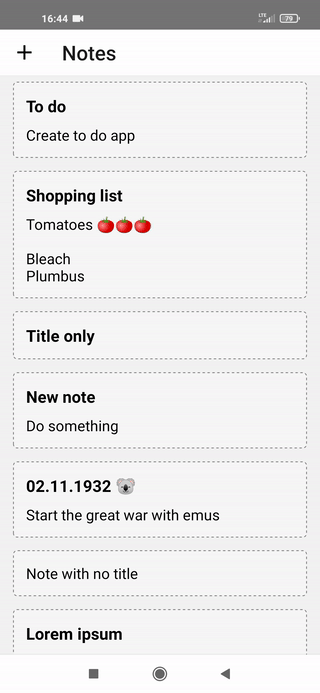 16:44 LTE 79
+ Notes
To do
Create to do app
Shopping list
Tomatoes 🍅🍅🍅
Bleach
Plumbus
Title only
New note
Do something
02.11.1932 🐨
Start the great war with emus
Note with no title
Lorem ipsum